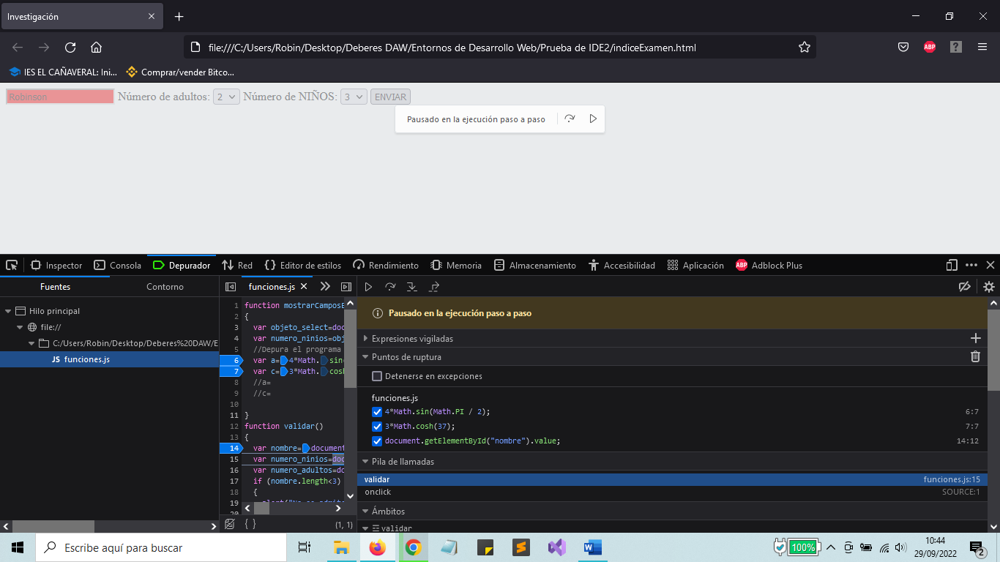 Investigación
file:///C:/Users/Robin/Desktop/Deberes DAW/Entornos de Desarrollo Web/Prueba de IDE2/indiceExamen.html
ABP
?
IES EL CAÑAVERAL: Ini...
Comprar/vender Bitco...
Robinson Número de adultos: 2 Número de NIÑOS: 3 ENVIAR
Pausado en la ejecución paso a paso
Inspector Consola Depurador Red Editor de estilos Rendimiento Memoria Almacenamiento Accesibilidad Aplicación ABP Adblock Plus
Fuentes Contorno
Hilo principal
file://
C:/Users/Robin/Desktop/Deberes%20DAW/E
JS funciones.js
funciones.js
1 function mostrarCamposE
2 {
3 var objeto_select=doc
4 var numero_ninios=obj
5 //Depura el programa
6 var a=4*Math.sin(
7 var c=3*Math.cosh
8 //a=
9 //c=
10
11 }
12 function validar()
13 {
14 var nombre=document
15 var numero_ninios=doc
16 var numero_adultos=do
17 if (nombre.length<3)
18 {
19 alert("No se admite
20
{ } (1, 1)
Pausado en la ejecución paso a paso
Expresiones vigiladas
Puntos de ruptura
Detenerse en excepciones
funciones.js
4*Math.sin(Math.PI / 2); 6:7
3*Math.cosh(37); 7:7
document.getElementById("nombre").value; 14:12
Pila de llamadas
validar funciones.js:15
onclick SOURCE:1
Ámbitos
validar
Escribe aquí para buscar
100%
10:44
29/09/2022
2